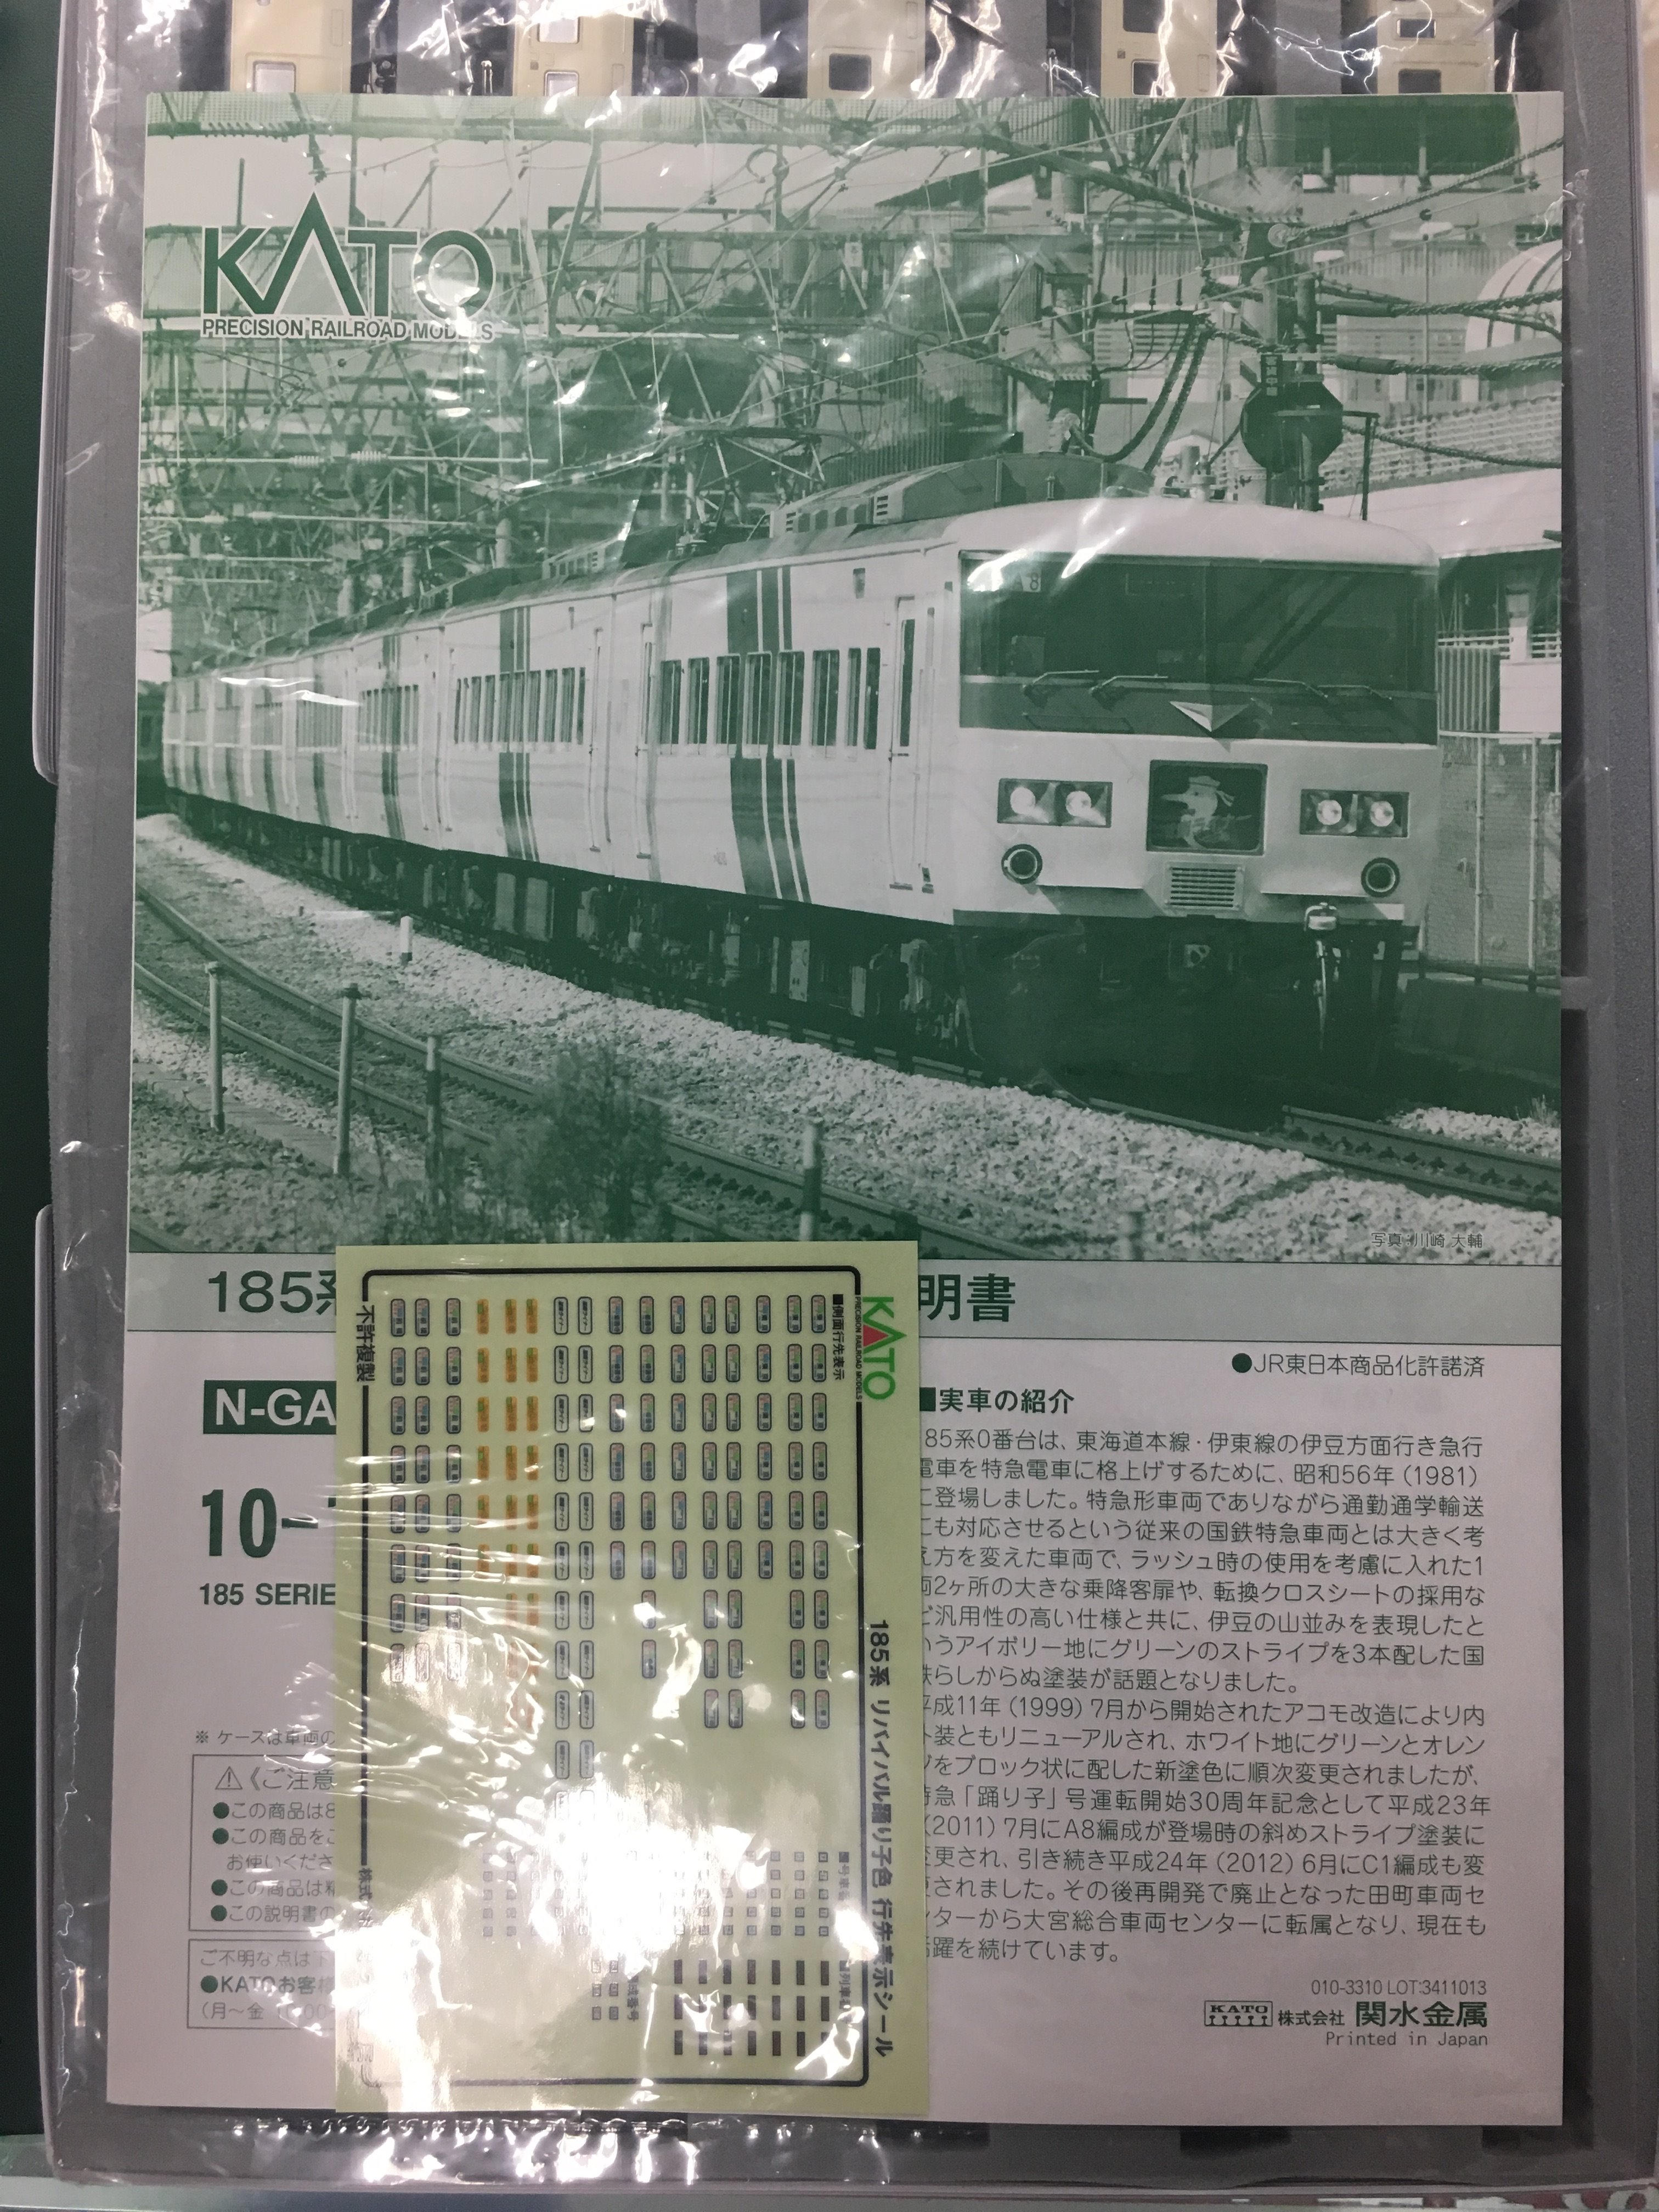 KATO
PRECISION RAILROAD MODELS
A8
写真:川崎 大輔
185系
明書
N-GA
10-
185 SERIE
※ ケースは車両の
⚠《ご注意
●この商品は8
●この商品をご
お使いくださ
●この商品は精
●この説明書の
ご不明な点は下
●KATOお客様
(月~金
●JR東日本商品化許諾済
■実車の紹介
85系0番台は、東海道本線・伊東線の伊豆方面行き急行
電車を特急電車に格上げするために、昭和56年(1981)
に登場しました。特急形車両でありながら通勤通学輸送
にも対応させるという従来の国鉄特急車両とは大きく考
え方を変えた車両で、ラッシュ時の使用を考慮に入れた1
両2ヶ所の大きな乗降客扉や、転換クロスシートの採用な
ど汎用性の高い仕様と共に、伊豆の山並みを表現したと
いうアイボリー地にグリーンのストライプを3本配した国
鉄らしからぬ塗装が話題となりました。
平成11年(1999)7月から開始されたアコモ改造により内
装ともリニューアルされ、ホワイト地にグリーンとオレン
ジをブロック状に配した新塗色に順次変更されましたが、
特急「踊り子」号運転開始30周年記念として平成23年
(2011)7月にA8編成が登場時の斜めストライプ塗装に
変更され、引き続き平成24年(2012)6月にC1編成も変
更されました。その後再開発で廃止となった田町車両セ
ンターから大宮総合車両センターに転属となり、現在も
活躍を続けています。
010-3310 LOT:3411013
KATO 株式会社 関水金属
Printed in Japan
KATO
PRECISION RAILROAD MODELS
185系 リバイバル踊り子色 行先表示シール
■側面行先表示
不許複製